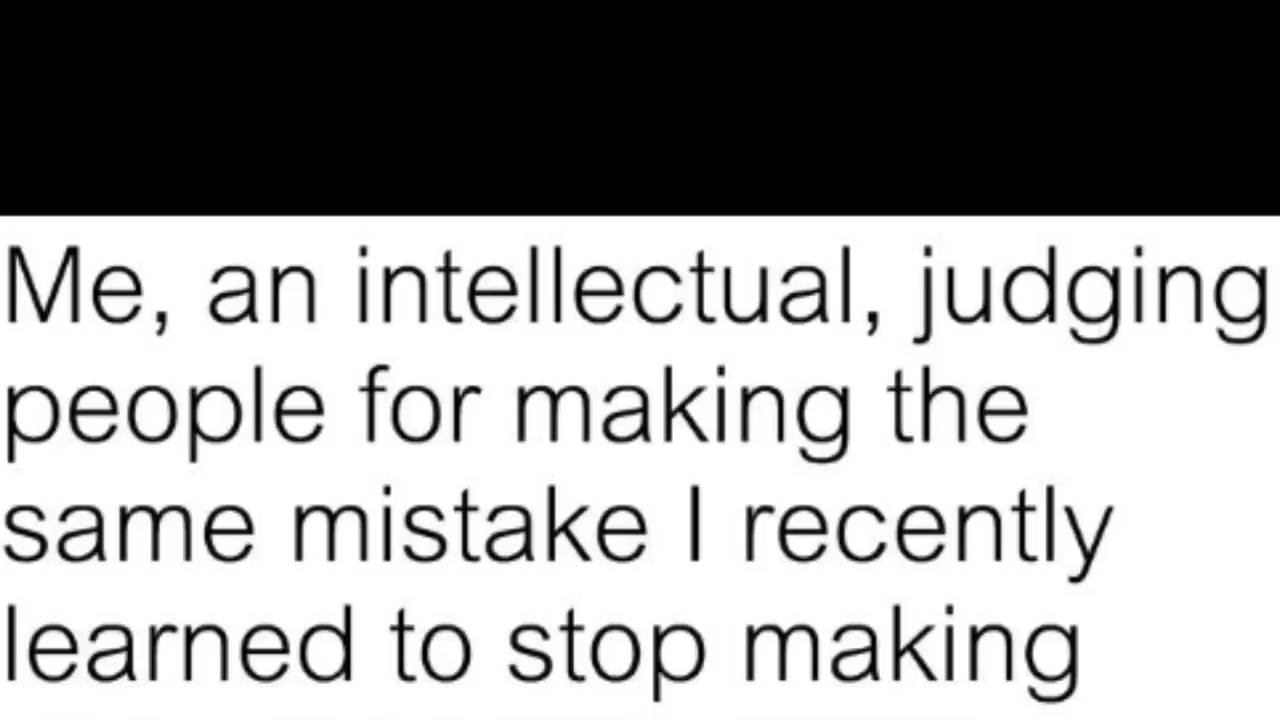 Me, an intellectual, judging
people for making the
same mistake I recently
learned to stop making